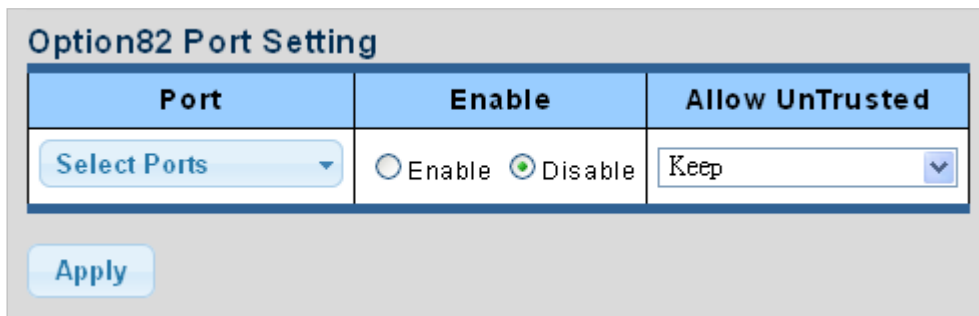 Option82 Port Setting
Port Enable Allow UnTrusted
Select Ports Enable Disable Keep
Apply